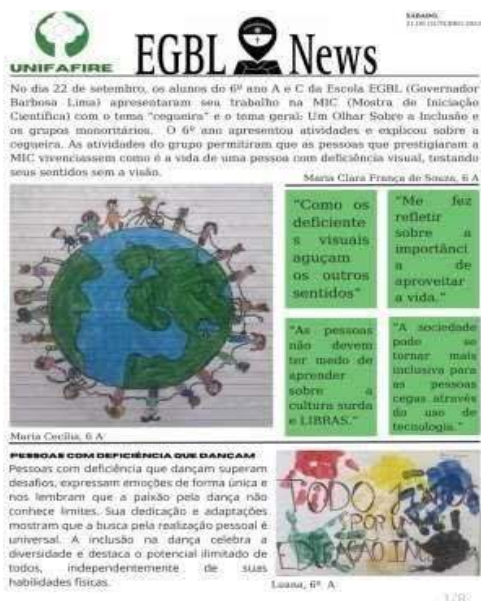 SÁBADO,
UNIFAFIRE
EGBL News
No dia 22 de setembro, os alunos do 6º ano A e C da Escola EGBL (Governador
Barbosa Lima) apresentaram seu trabalho na MIC (Mostra de Iniciação
Científica) com o tema "cegueira" e o tema geral: Um Olhar Sobre a Inclusão e
os grupos monoritários. O 6º ano apresentou atividades e explicou sobre a
cegueira. As atividades do grupo permitiram que as pessoas que prestigiaram a
MIC vivenciassem como é a vida de uma pessoa com deficiência visual, testando
seus sentidos sem a visão.
Maria Clara França de Souza, 6 A
"Como os
deficiente
s visuais
aguçam
os outros
sentidos"
"Me fez
refletir
sobre a
importânci
a de
aproveitar
a vida."
"As pessoas
não devem
ter medo de
aprender
sobre a
cultura surda
e LIBRAS."
"A sociedade
pode se
tornar mais
inclusiva para
as pessoas
cegas através
do uso de
tecnologia."
Maria Cecília, 6 A
PESSOAS COM DEFICIÊNCIA QUE DANÇAM
Pessoas com deficiência que dançam superam
desafios, expressam emoções de forma única e
nos lembram que a paixão pela dança não
conhece limites. Sua dedicação e adaptações
mostram que a busca pela realização pessoal é
universal. A inclusão na dança celebra a
diversidade e destaca o potencial ilimitado de
todos, independentemente de suas
habilidades físicas.
TODO
POR
Luana, 6º A
1/8